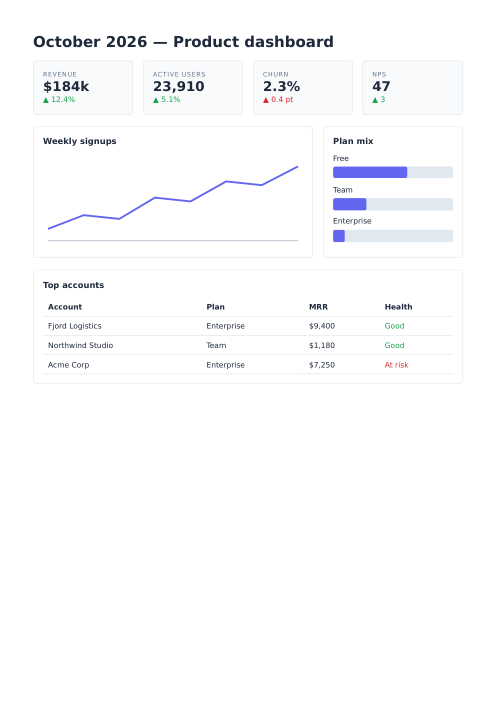 October 2026 — Product dashboard
REVENUE
$184k
▲ 12.4%
ACTIVE USERS
23,910
▲ 5.1%
CHURN
2.3%
▲ 0.4 pt
NPS
47
▲ 3
Weekly signups
Plan mix
Free
Team
Enterprise
Top accounts
Account Plan MRR Health
Fjord Logistics Enterprise $9,400 Good
Northwind Studio Team $1,180 Good
Acme Corp Enterprise $7,250 At risk